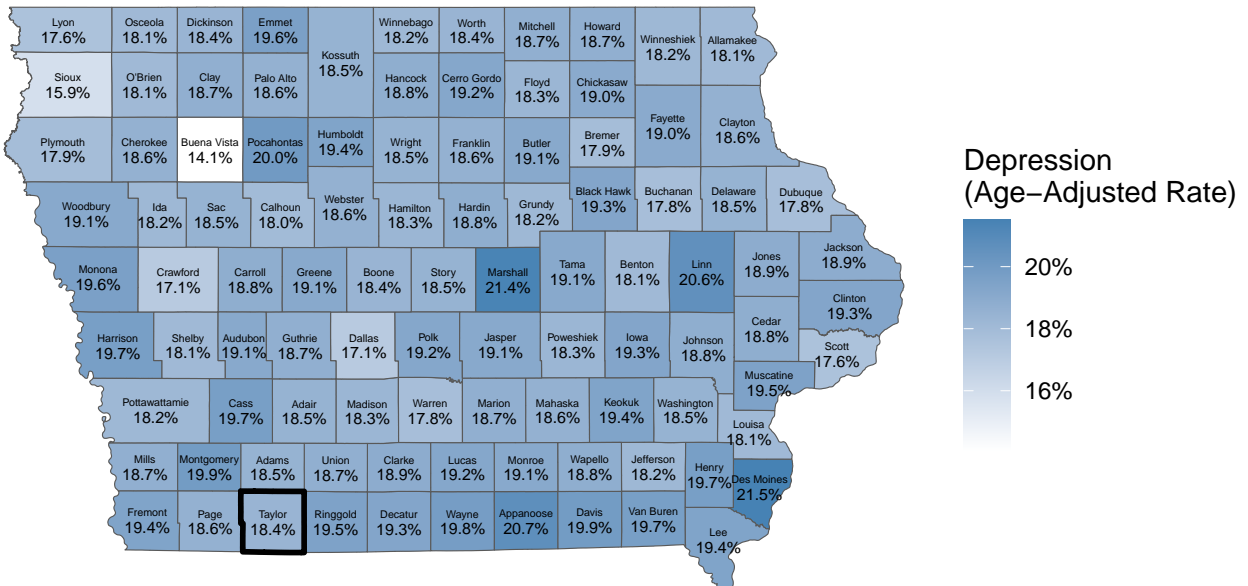 Lyon
17.6%
Osceola
18.1%
Dickinson
18.4%
Emmet
19.6%
Kossuth
18.5%
Winnebago
18.2%
Worth
18.4%
Mitchell
18.7%
Howard
18.7%
Winneshiek
18.2%
Allamakee
18.1%
Sioux
15.9%
O'Brien
18.1%
Clay
18.7%
Palo Alto
18.6%
Hancock
18.8%
Cerro Gordo
19.2%
Floyd
18.3%
Chickasaw
19.0%
Fayette
19.0%
Clayton
18.6%
Plymouth
17.9%
Cherokee
18.6%
Buena Vista
14.1%
Pocahontas
20.0%
Humboldt
19.4%
Wright
18.5%
Franklin
18.6%
Butler
19.1%
Bremer
17.9%
Woodbury
19.1%
Ida
18.2%
Sac
18.5%
Calhoun
18.0%
Webster
18.6%
Hamilton
18.3%
Hardin
18.8%
Grundy
18.2%
Black Hawk
19.3%
Buchanan
17.8%
Delaware
18.5%
Dubuque
17.8%
Monona
19.6%
Crawford
17.1%
Carroll
18.8%
Greene
19.1%
Boone
18.4%
Story
18.5%
Marshall
21.4%
Tama
19.1%
Benton
18.1%
Linn
20.6%
Jones
18.9%
Jackson
18.9%
Clinton
19.3%
Harrison
19.7%
Shelby
18.1%
Audubon
19.1%
Guthrie
18.7%
Dallas
17.1%
Polk
19.2%
Jasper
19.1%
Poweshiek
18.3%
Iowa
19.3%
Johnson
18.8%
Cedar
18.8%
Scott
17.6%
Muscatine
19.5%
Pottawattamie
18.2%
Cass
19.7%
Adair
18.5%
Madison
18.3%
Warren
17.8%
Marion
18.7%
Mahaska
18.6%
Keokuk
19.4%
Washington
18.5%
Louisa
18.1%
Mills
18.7%
Montgomery
19.9%
Adams
18.5%
Union
18.7%
Clarke
18.9%
Lucas
19.2%
Monroe
19.1%
Wapello
18.8%
Jefferson
18.2%
Henry
19.7%
Des Moines
21.5%
Fremont
19.4%
Page
18.6%
Taylor
18.4%
Ringgold
19.5%
Decatur
19.3%
Wayne
19.8%
Appanoose
20.7%
Davis
19.9%
Van Buren
19.7%
Lee
19.4%
Depression
(Age−Adjusted Rate)
20%
18%
16%